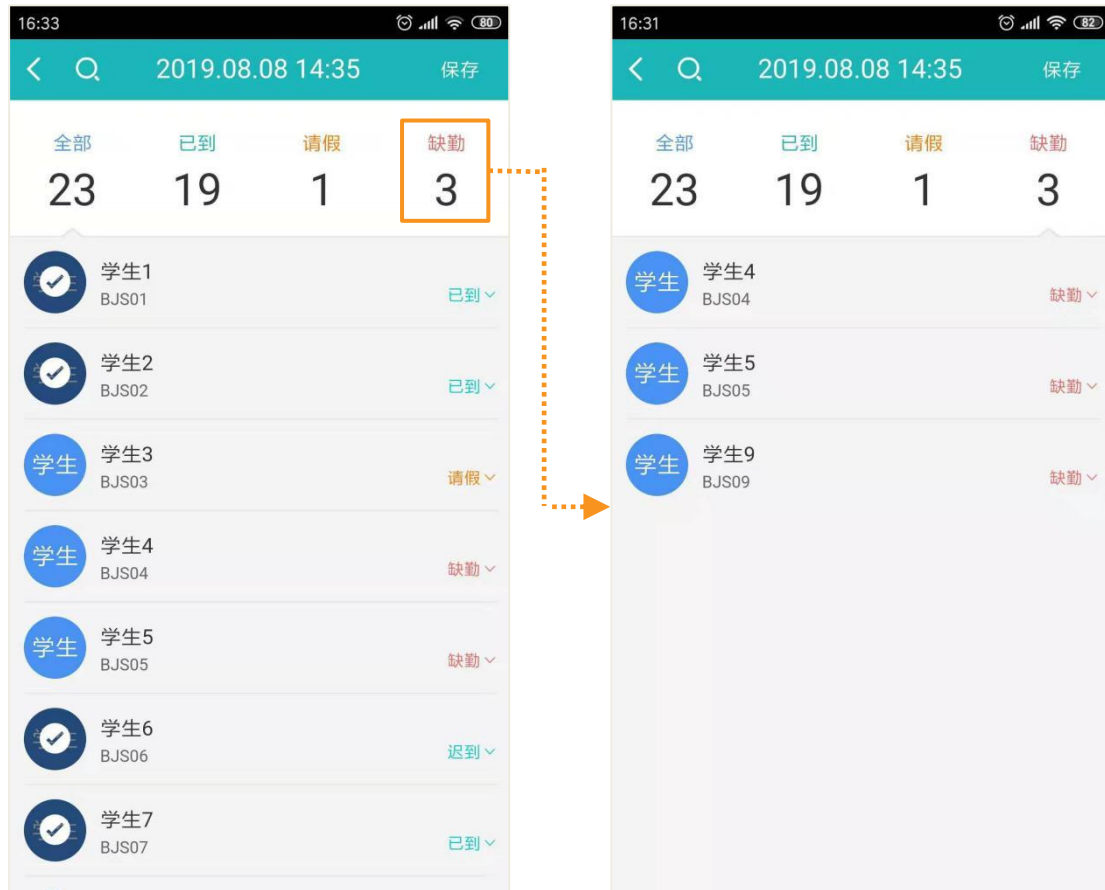 16:33
80
2019.08.08 14:35
保存
全部
已到
请假
缺勤
23
19
1
3
学生1
BJS01
已到
学生2
BJS02
已到
学生
学生3
BJS03
请假
学生
学生4
BJS04
缺勤
学生
学生5
BJS05
缺勤
学生6
BJS06
迟到
学生7
BJS07
已到
16:31
82
2019.08.08 14:35
保存
全部
已到
请假
缺勤
23
19
1
3
学生
学生4
BJS04
缺勤
学生
学生5
BJS05
缺勤
学生
学生9
BJS09
缺勤